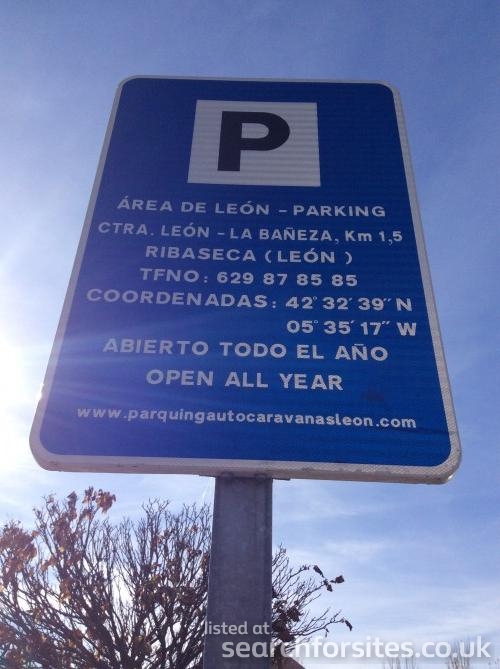 P
ÁREA DE LEÓN - PARKING
CTRA. LEÓN - LA BAÑEZA, Km 1,5
RIBASECA (LEÓN )
TFNO: 629 87 85 85
COORDENADAS: 42° 32´ 39´´ N
05° 35´ 17´´ W
ABIERTO TODO EL AÑO
OPEN ALL YEAR
www.parquingautocaravanasleon.com
listed at
searchforsites.co.uk